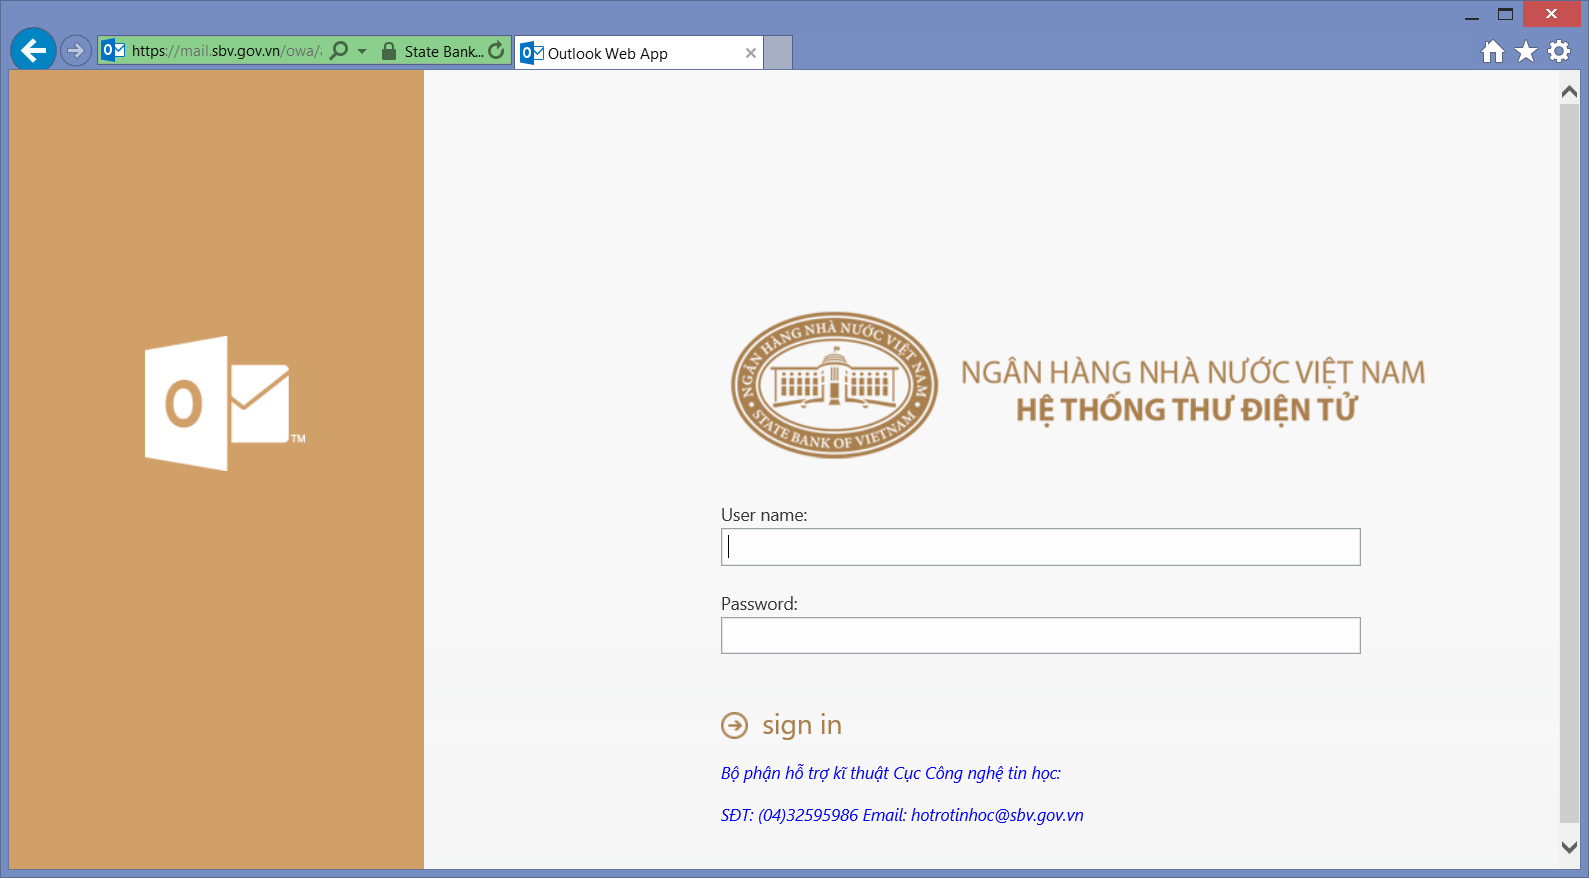 https://mail.sbv.gov.vn/owa/
State Bank...
Outlook Web App
O
TM
NGÂN HÀNG NHÀ NƯỚC VIỆT NAM
STATE BANK OF VIETNAM
NGÂN HÀNG NHÀ NƯỚC VIỆT NAM
HỆ THỐNG THƯ ĐIỆN TỬ
User name:
Password:
sign in
Bộ phận hỗ trợ kĩ thuật Cục Công nghệ tin học:
SĐT: (04)32595986 Email: hotrotinhoc@sbv.gov.vn